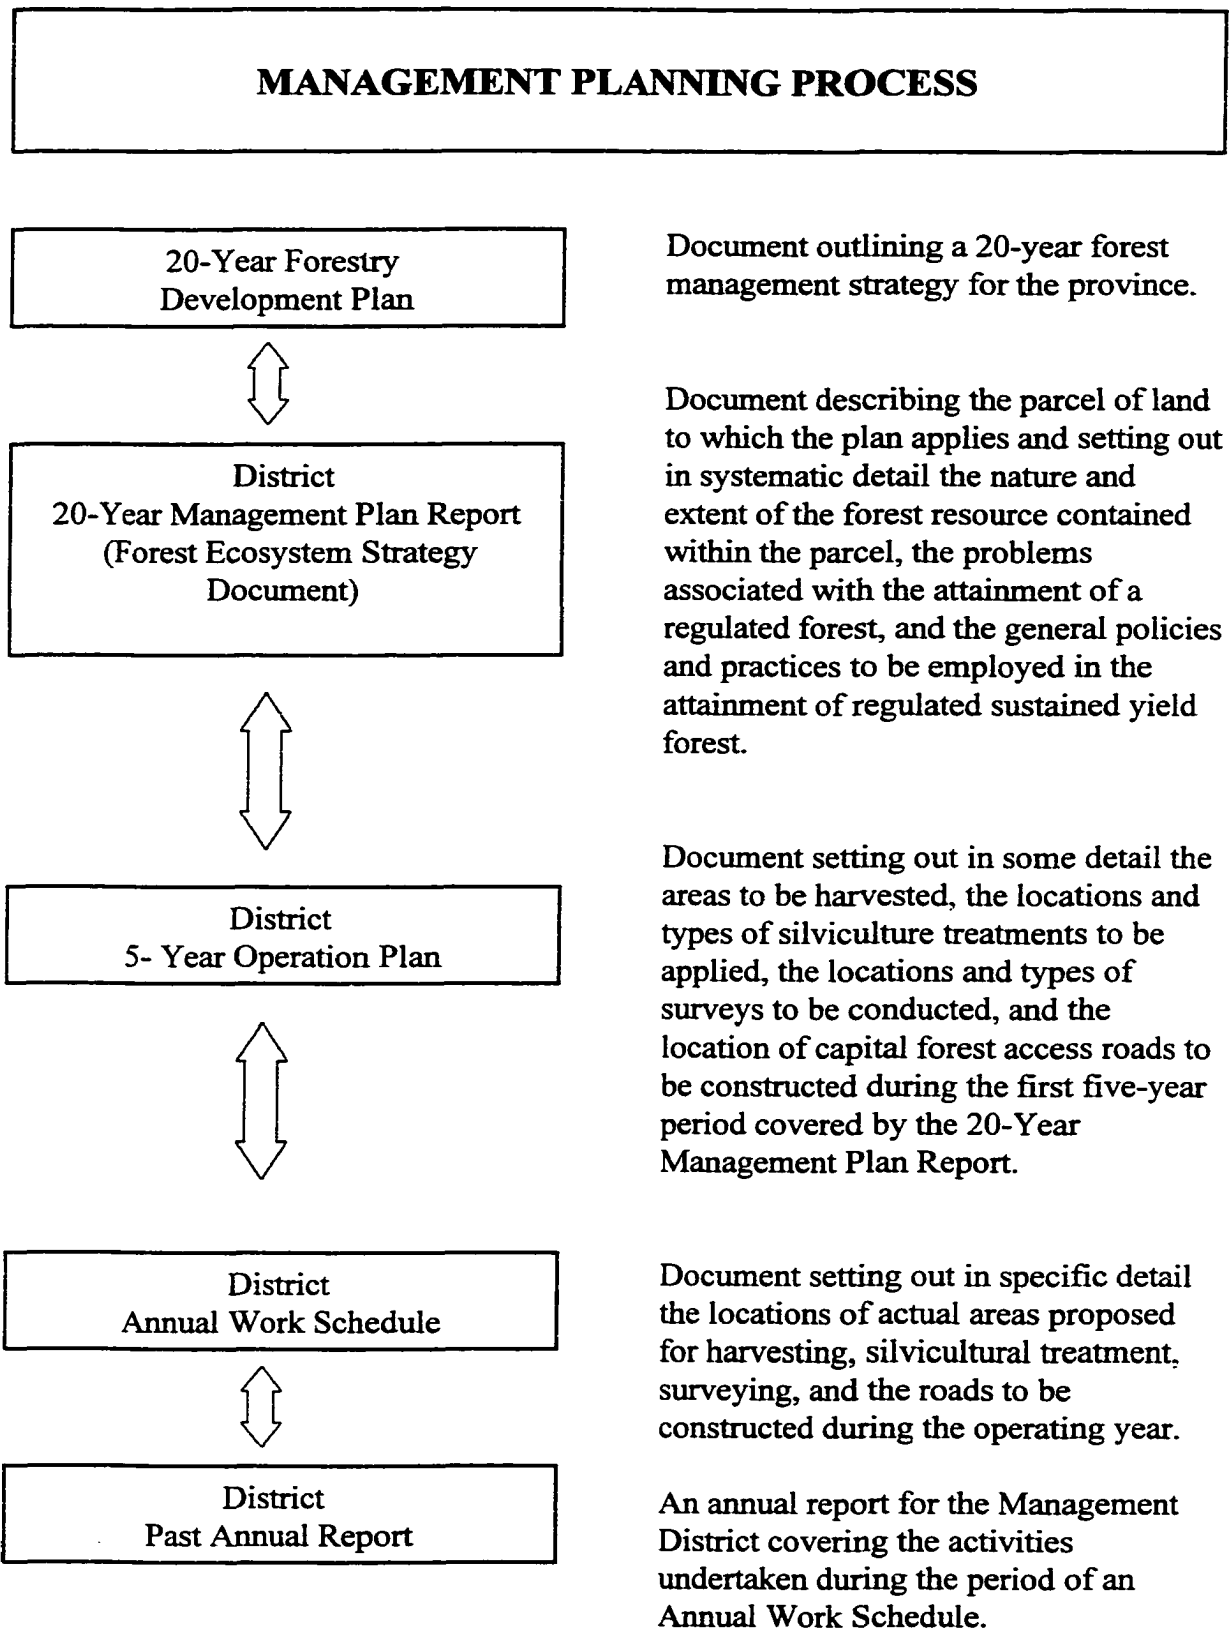 MANAGEMENT PLANNING PROCESS
20-Year Forestry
Development Plan
Document outlining a 20-year forest
management strategy for the province.
District
20-Year Management Plan Report
(Forest Ecosystem Strategy
Document)
Document describing the parcel of land
to which the plan applies and setting out
in systematic detail the nature and
extent of the forest resource contained
within the parcel, the problems
associated with the attainment of a
regulated forest, and the general policies
and practices to be employed in the
attainment of regulated sustained yield
forest.
District
5- Year Operation Plan
Document setting out in some detail the
areas to be harvested, the locations and
types of silviculture treatments to be
applied, the locations and types of
surveys to be conducted, and the
location of capital forest access roads to
be constructed during the first five-year
period covered by the 20-Year
Management Plan Report.
District
Annual Work Schedule
Document setting out in specific detail
the locations of actual areas proposed
for harvesting, silvicultural treatment,
surveying, and the roads to be
constructed during the operating year.
District
Past Annual Report
An annual report for the Management
District covering the activities
undertaken during the period of an
Annual Work Schedule.